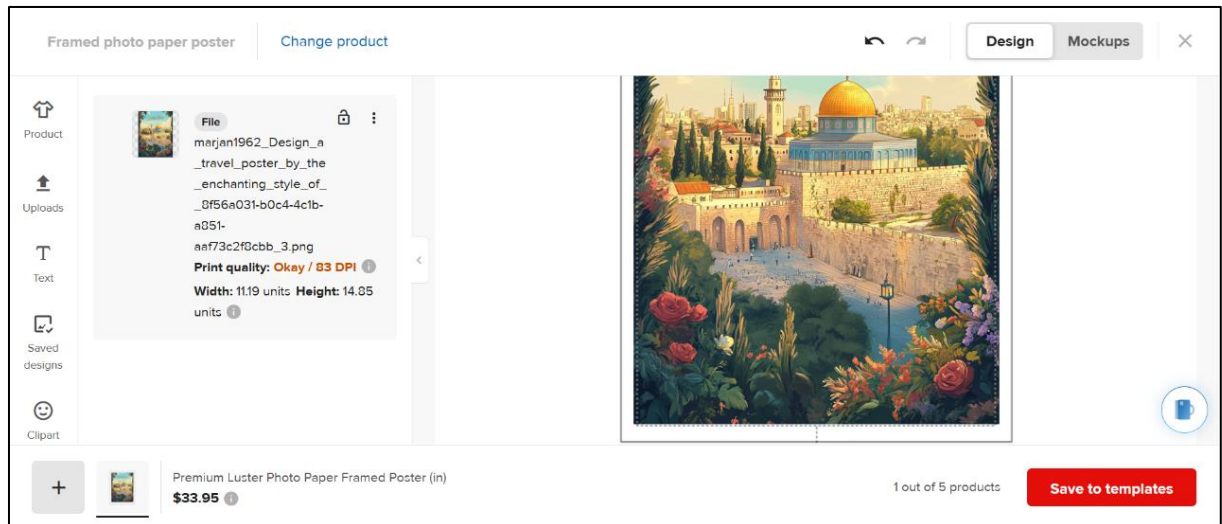 Framed photo paper poster
Change product
Design
Mockups
Product
Uploads
Text
Saved
designs
Clipart
File
marjan1962_Design_a
_travel_poster_by_the
_enchanting_style_of_
_8f56a031-b0c4-4c1b-
a851-
aaf73c2f8cbb_3.png
Print quality: Okay / 83 DPI
Width: 11.19 units Height: 14.85
units
Premium Luster Photo Paper Framed Poster (in)
$33.95
1 out of 5 products
Save to templates